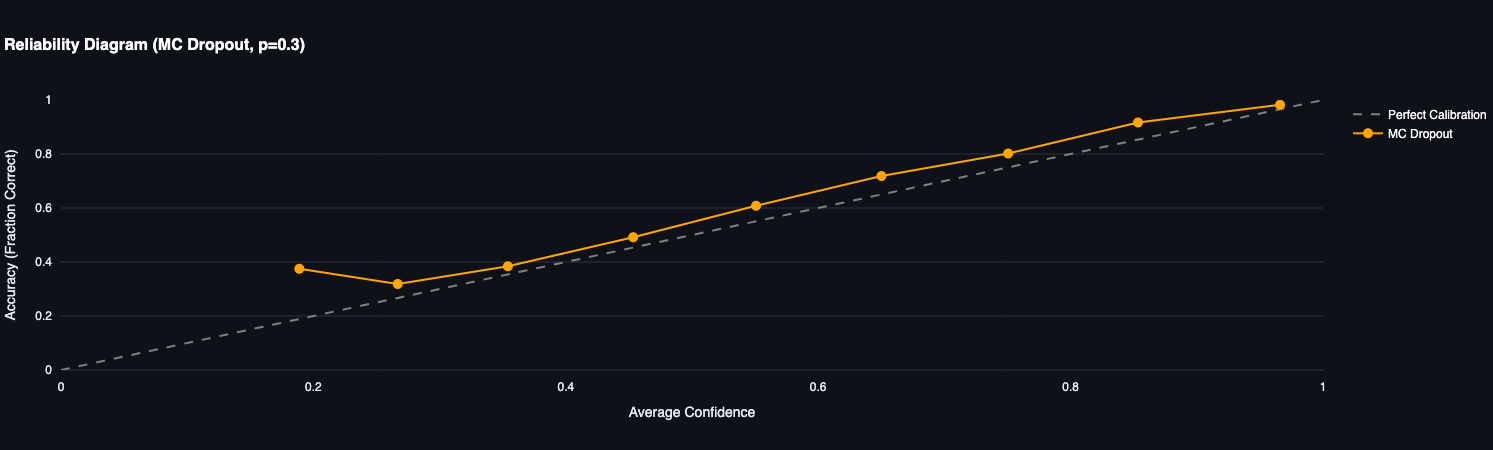 Reliability Diagram (MC Dropout, p=0.3)
Perfect Calibration
MC Dropout
Accuracy (Fraction Correct)
1
0.8
0.6
0.4
0.2
0
0
0.2
0.4
0.6
0.8
1
Average Confidence